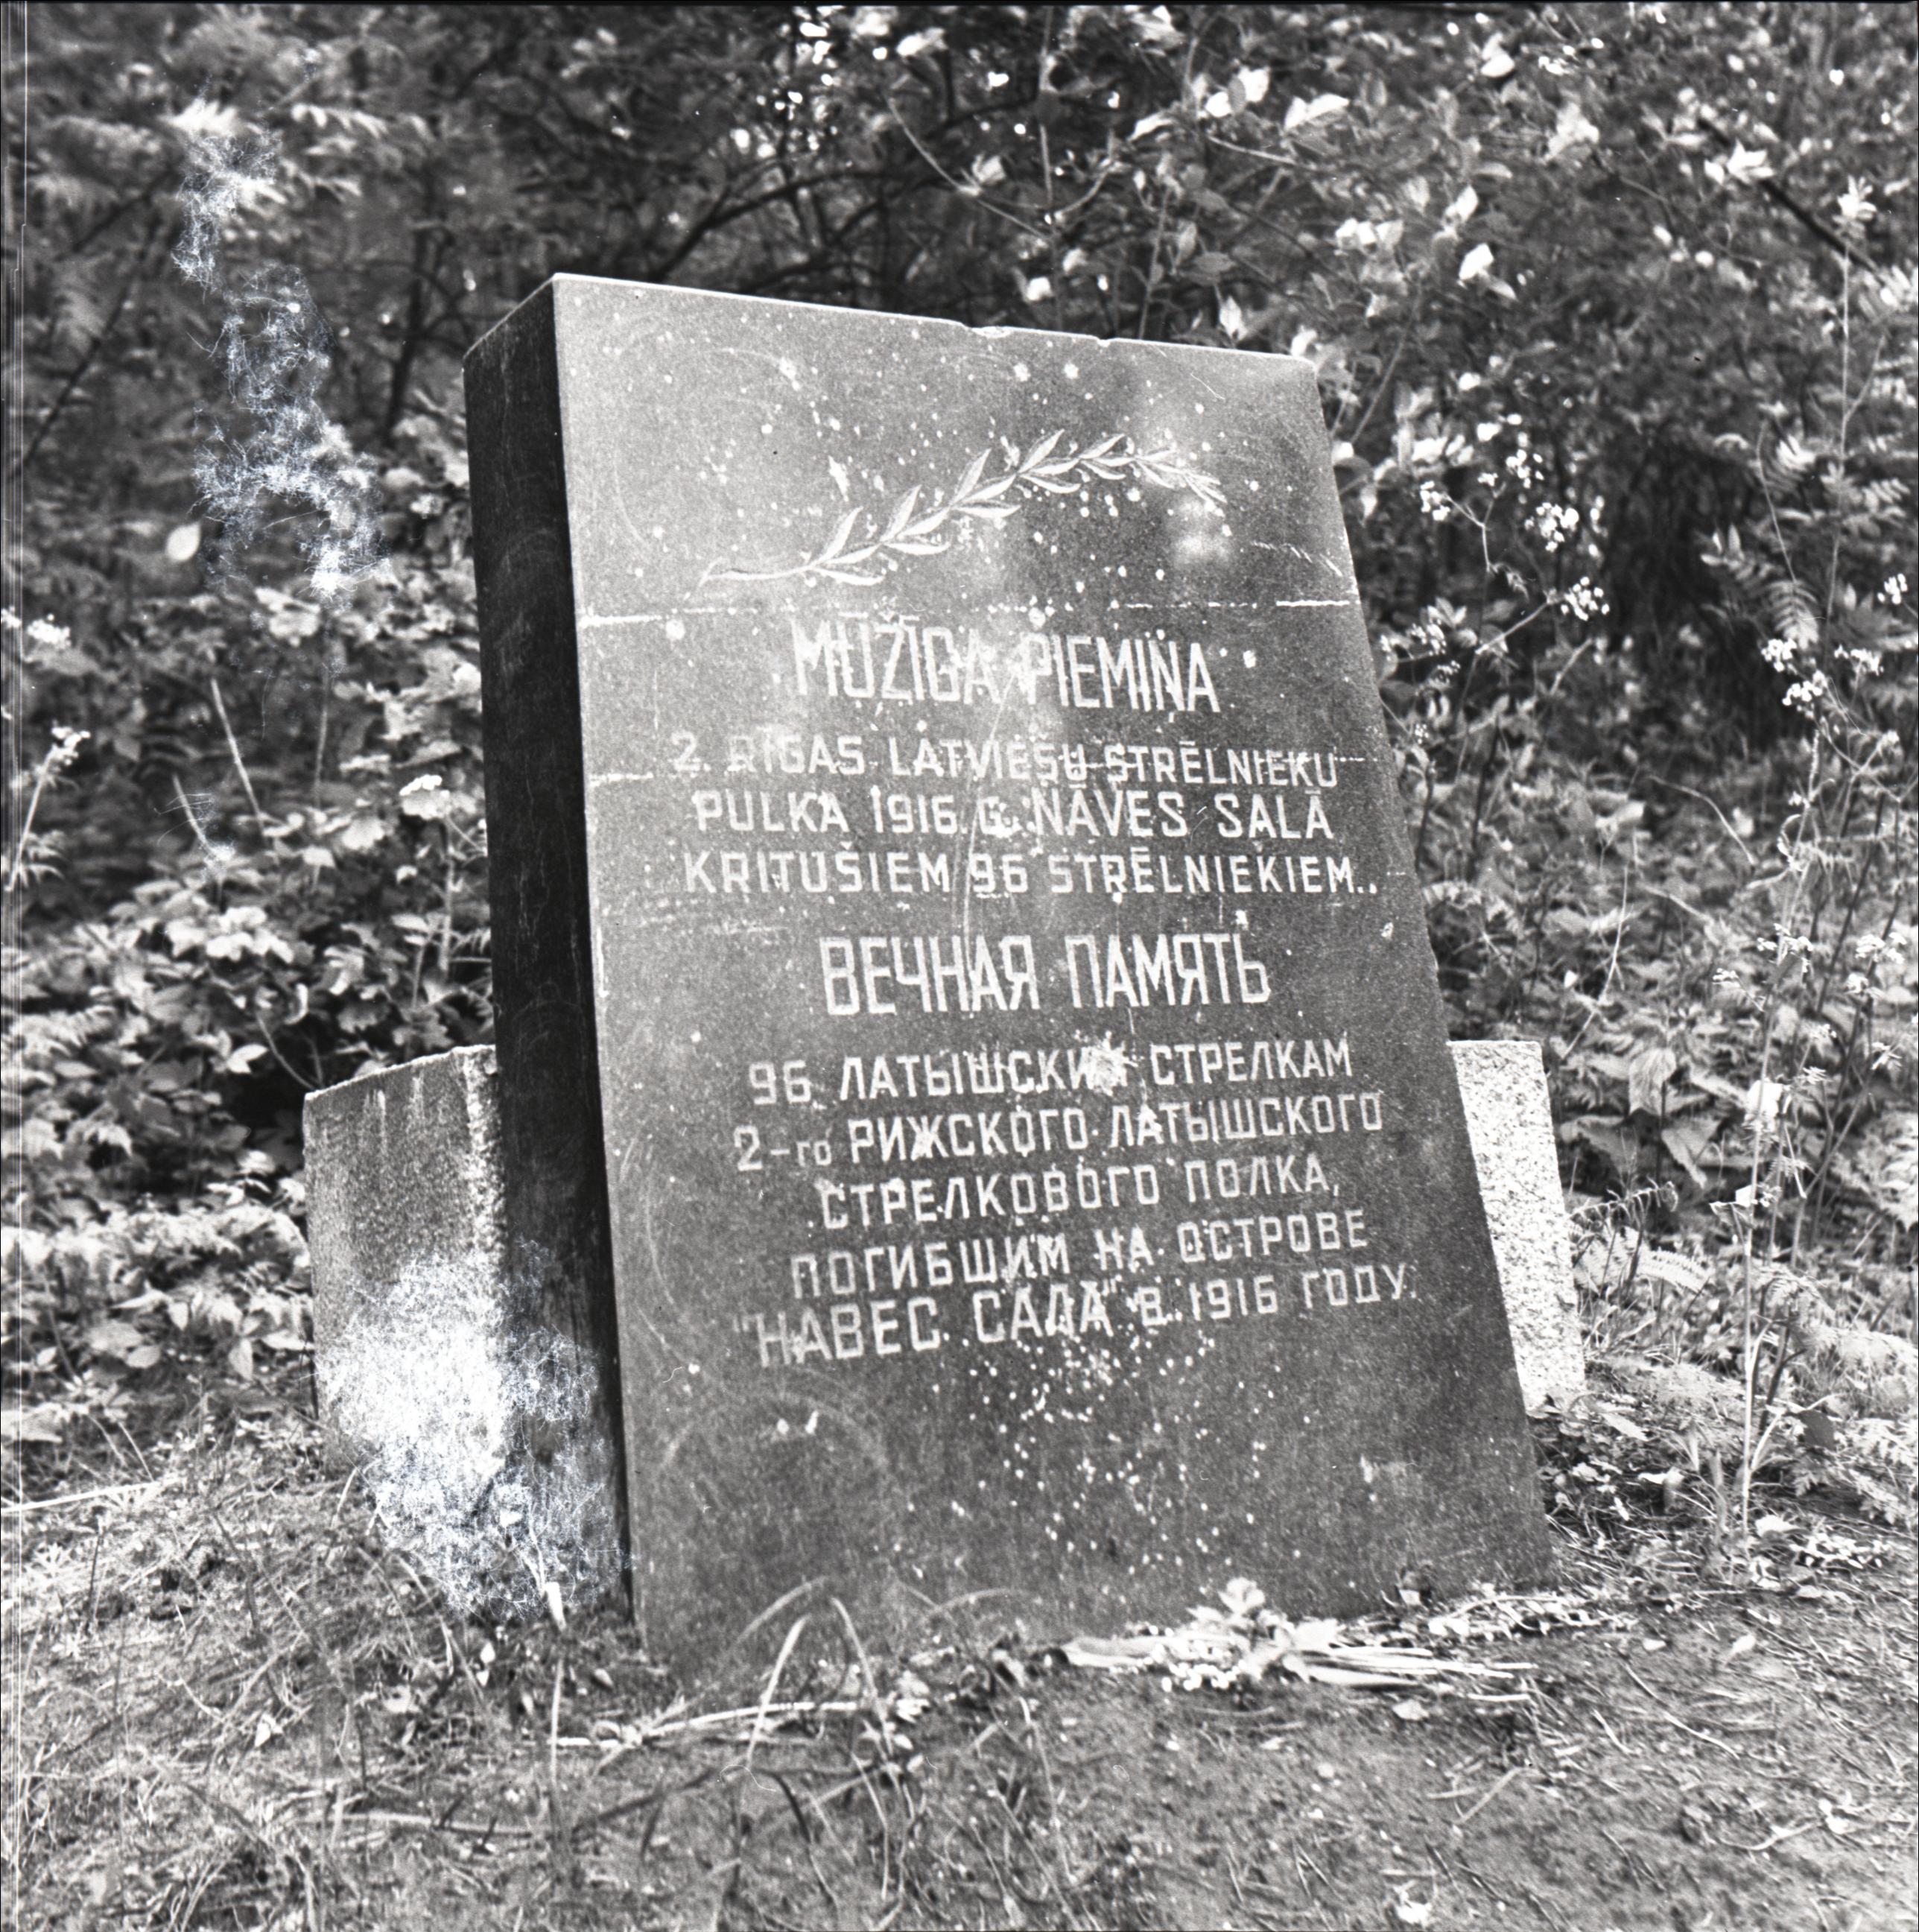 MŪŽĪGA PIEMIŅA
2. RĪGAS LATVIEŠU STRĒLNIEKU
PULKA 1916. G. NĀVES SALĀ
KRITUŠIEM 96 STRĒLNIEKIEM.
ВЕЧНАЯ ПАМЯТЬ
96 ЛАТЫШСКИМ СТРЕЛКАМ
2-го РИЖСКОГО ЛАТЫШСКОГО
СТРЕЛКОВОГО ПОЛКА,
ПОГИБШИМ НА ОСТРОВЕ
"НАВЕС САЛА" В 1916 ГОДУ.